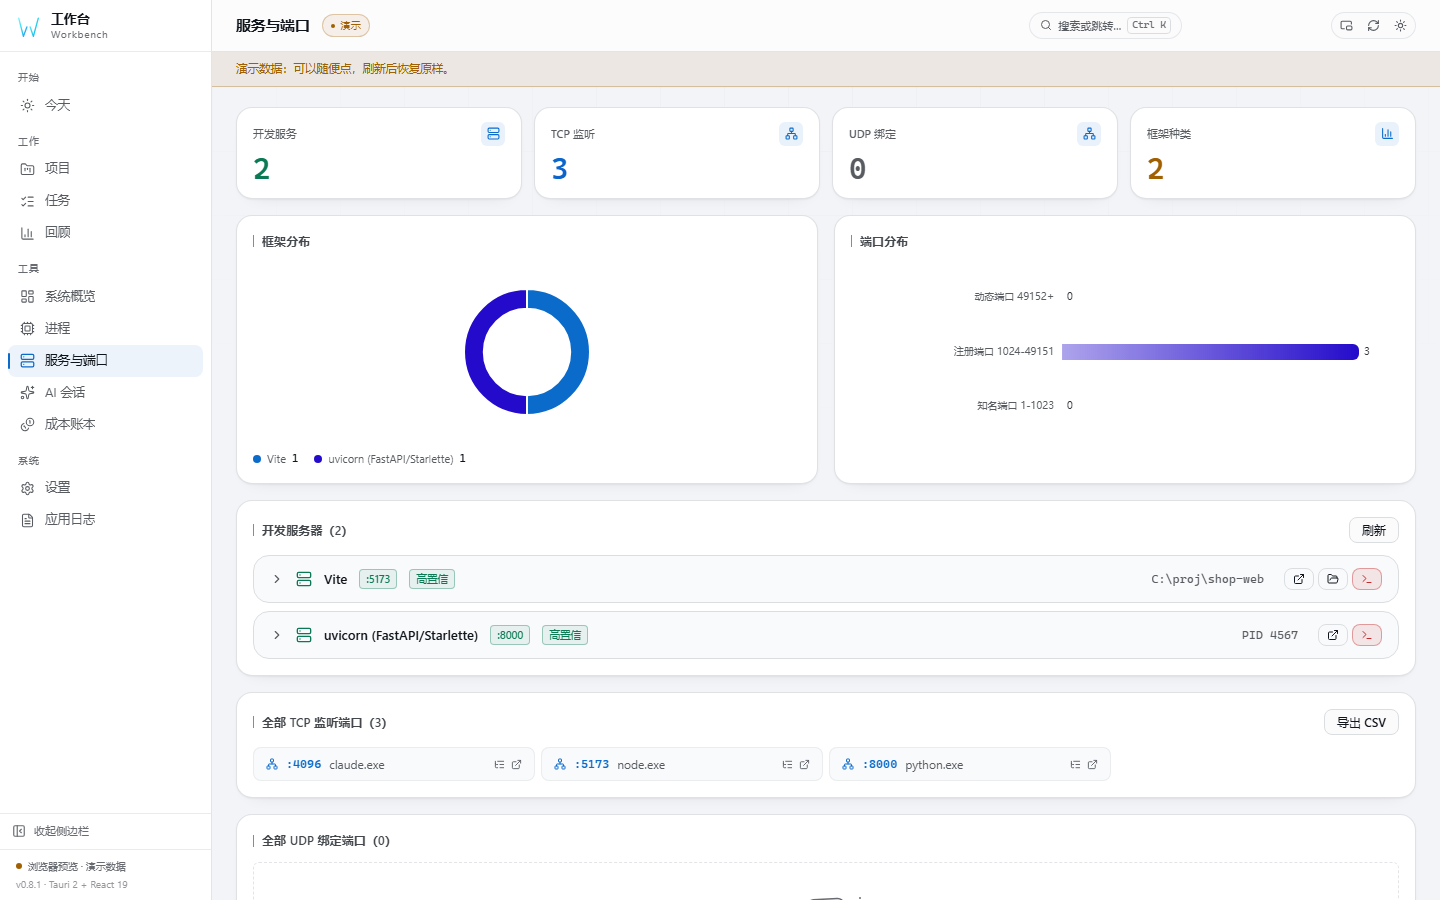 工作台
Workbench
开始
今天
工作
项目
任务
回顾
工具
系统概览
进程
服务与端口
AI 会话
成本账本
系统
设置
应用日志
收起侧边栏
浏览器预览 · 演示数据
v0.8.1 · Tauri 2 + React 19
服务与端口
演示
搜索或跳转...
Ctrl K
演示数据：可以随便点，刷新后恢复原样。
开发服务
2
TCP 监听
3
UDP 绑定
0
框架种类
2
框架分布
Vite 1
uvicorn (FastAPI/Starlette) 1
端口分布
动态端口 49152+ 0
注册端口 1024-49151 3
知名端口 1-1023 0
开发服务器（2）
刷新
Vite :5173 高置信 C:\proj\shop-web
uvicorn (FastAPI/Starlette) :8000 高置信 PID 4567
全部 TCP 监听端口（3）
导出 CSV
:4096 claude.exe
:5173 node.exe
:8000 python.exe
全部 UDP 绑定端口（0）